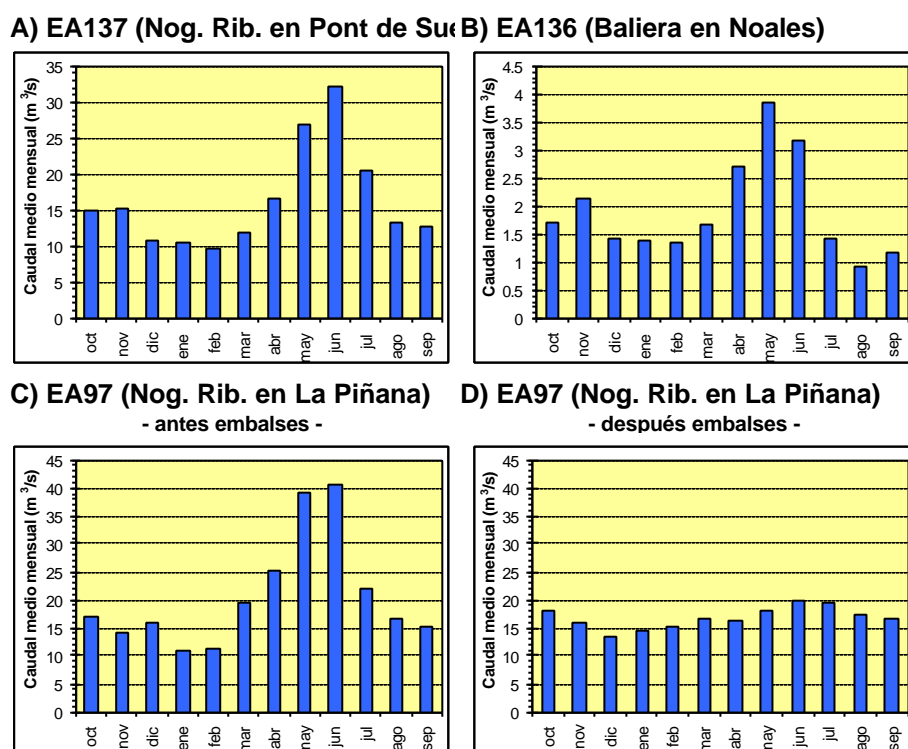 A) EA137 (Nog. Rib. en Pont de Sue
B) EA136 (Baliera en Noales)
Caudal medio mensual (m³/s)
35
30
25
20
15
10
5
0
oct nov dic ene feb mar abr may jun jul ago sep
Caudal medio mensual (m³/s)
4.5
4
3.5
3
2.5
2
1.5
1
0.5
0
oct nov dic ene feb mar abr may jun jul ago sep
C) EA97 (Nog. Rib. en La Piñana)
- antes embalses -
D) EA97 (Nog. Rib. en La Piñana)
- después embalses -
Caudal medio mensual (m³/s)
45
40
35
30
25
20
15
10
5
0
oct nov dic ene feb mar abr may jun jul ago sep
Caudal medio mensual (m³/s)
45
40
35
30
25
20
15
10
5
0
oct nov dic ene feb mar abr may jun jul ago sep